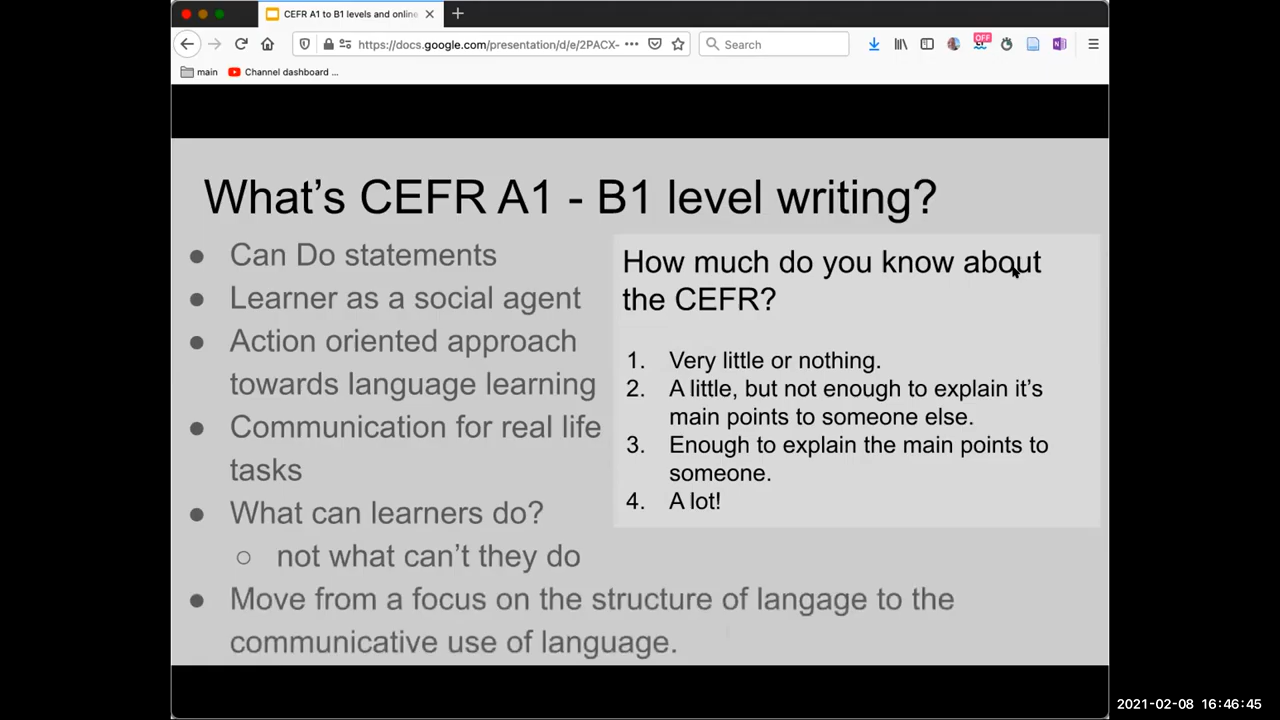 CEFR A1 to B1 levels and online
https://docs.google.com/presentation/d/e/2PACX-
Search
OFF
main
Channel dashboard ...
What's CEFR A1 - B1 level writing?
● Can Do statements
● Learner as a social agent
● Action oriented approach
towards language learning
● Communication for real life
tasks
● What can learners do?
○ not what can't they do
● Move from a focus on the structure of langage to the
communicative use of language.
How much do you know about
the CEFR?
1. Very little or nothing.
2. A little, but not enough to explain it's
main points to someone else.
3. Enough to explain the main points to
someone.
4. A lot!
2021-02-08 16:46:45